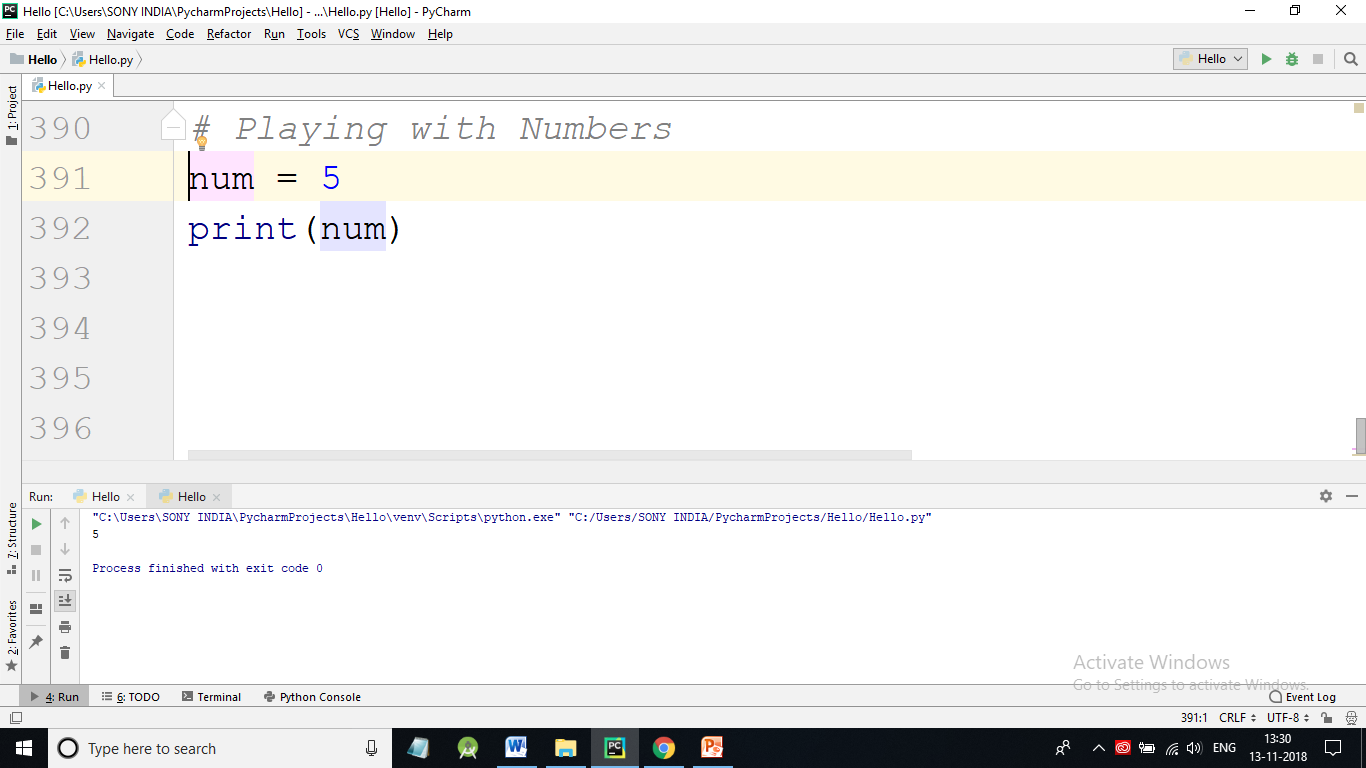 Hello [C:\Users\SONY INDIA\PycharmProjects\Hello] - ...\Hello.py [Hello] - PyCharm
File Edit View Navigate Code Refactor Run Tools VCS Window Help
Hello Hello.py Hello
1: Project
Hello.py
390 # Playing with Numbers
391 num = 5
392 print(num)
393
394
395
396
Run: Hello Hello
"C:\Users\SONY INDIA\PycharmProjects\Hello\venv\Scripts\python.exe" "C:/Users/SONY INDIA/PycharmProjects/Hello/Hello.py"
5
Process finished with exit code 0
7: Structure
2: Favorites
Activate Windows
Go to Settings to activate Windows.
4: Run 6: TODO Terminal Python Console Event Log
391:1 CRLF UTF-8
Type here to search
ENG
13:30
13-11-2018